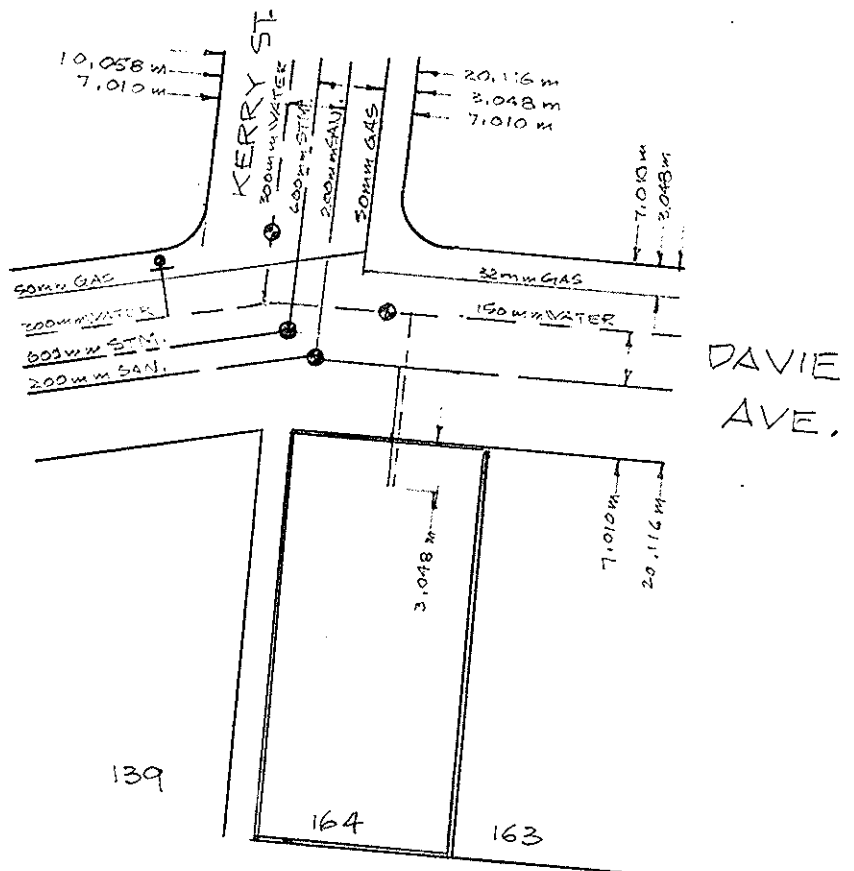 10.058 m
7.010 m
KERRY ST.
300mm WATER
600mm STM.
200mm SAN.
50mm GAS
20.116 m
3.048 m
7.010 m
7.010 m
3.048 m
50mm GAS
32mm GAS
200mm WATER
150mm WATER
600mm STM.
200mm SAN.
DAVIE
AVE.
3.048 m
7.010 m
20.116 m
139
164
163